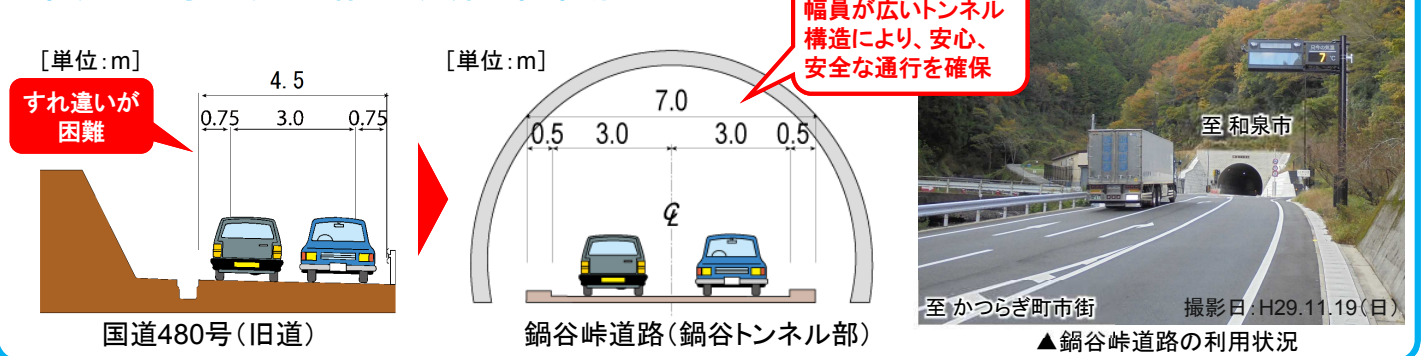 幅員が広いトンネル
構造により、安心、
安全な通行を確保
［単位：m］
すれ違いが
困難
4.5
0.75 3.0 0.75
国道480号（旧道）
［単位：m］
7.0
0.5 3.0 3.0 0.5
℄
鍋谷峠道路（鍋谷トンネル部）
7
至 和泉市
至 かつらぎ町市街
撮影日：H29.11.19（日）
▲鍋谷峠道路の利用状況